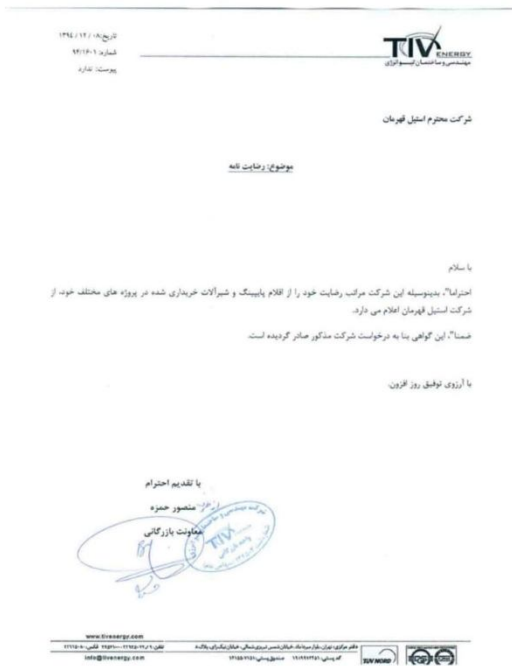 تاریخ: ۱۳۹۴ / ۱۲ / ۰۸
شماره: ۹۴/۱۶۰۱
پیوست: ندارد
TIV
ENERGY
مهندسی و ساختمان تیـــو انرژی
شرکت محترم استیل قهرمان
موضوع: رضایت نامه
با سلام
احتراما"، بدینوسیله این شرکت مراتب رضایت خود را از اقلام پایپینگ و شیرآلات خریداری شده در پروژه های مختلف خود، از
شرکت استیل قهرمان اعلام می دارد.
ضمنا"، این گواهی بنا به درخواست شرکت مذکور صادر گردیده است.
با آرزوی توفیق روز افزون.
با تقدیم احترام
منصور حمزه
معاونت بازرگانی
TIV
www.tivenergy.com
info@tivenergy.com
TUV NORD